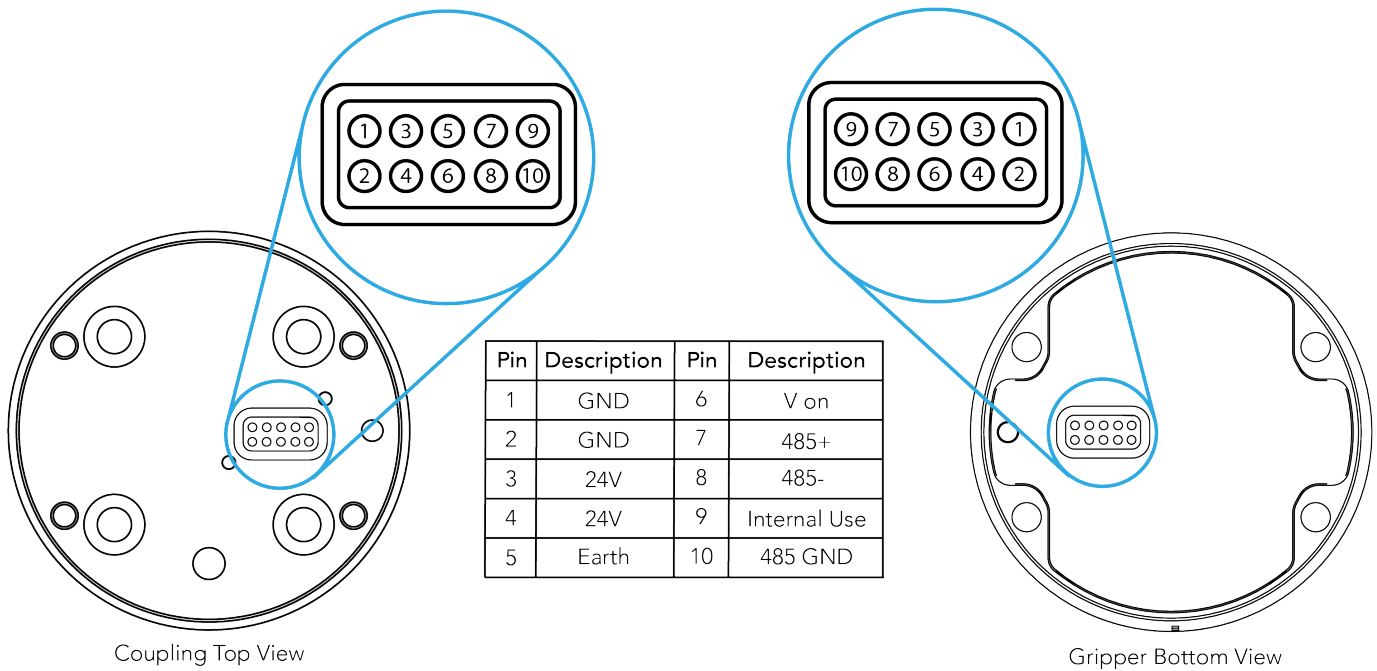 1 3 5 7 9
2 4 6 8 10
9 7 5 3 1
10 8 6 4 2
Pin Description Pin Description
1 GND 6 V on
2 GND 7 485+
3 24V 8 485-
4 24V 9 Internal Use
5 Earth 10 485 GND
Coupling Top View
Gripper Bottom View